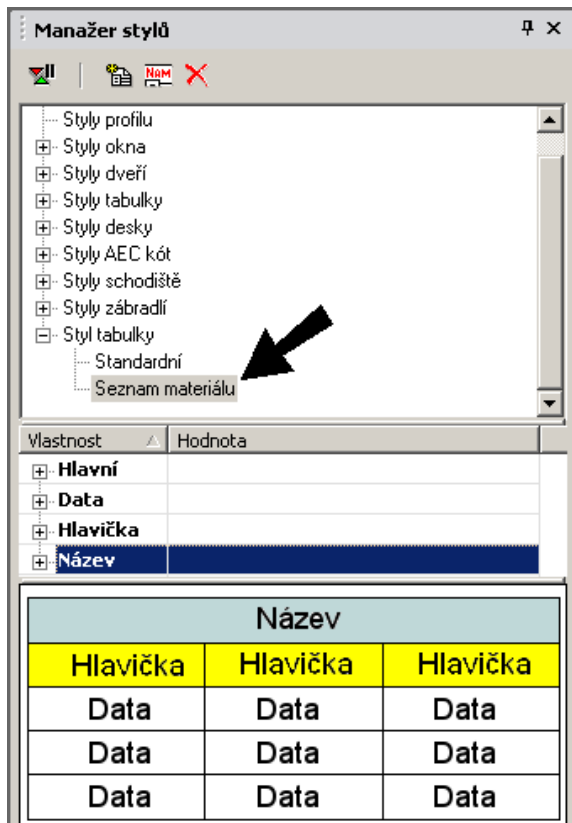 Manažer stylů
NAM
Styly profilu
Styly okna
Styly dveří
Styly tabulky
Styly desky
Styly AEC kót
Styly schodiště
Styly zábradlí
Styl tabulky
Standardní
Seznam materiálu
Vlastnost Hodnota
Hlavní
Data
Hlavička
Název
Název
Hlavička Hlavička Hlavička
Data Data Data
Data Data Data
Data Data Data